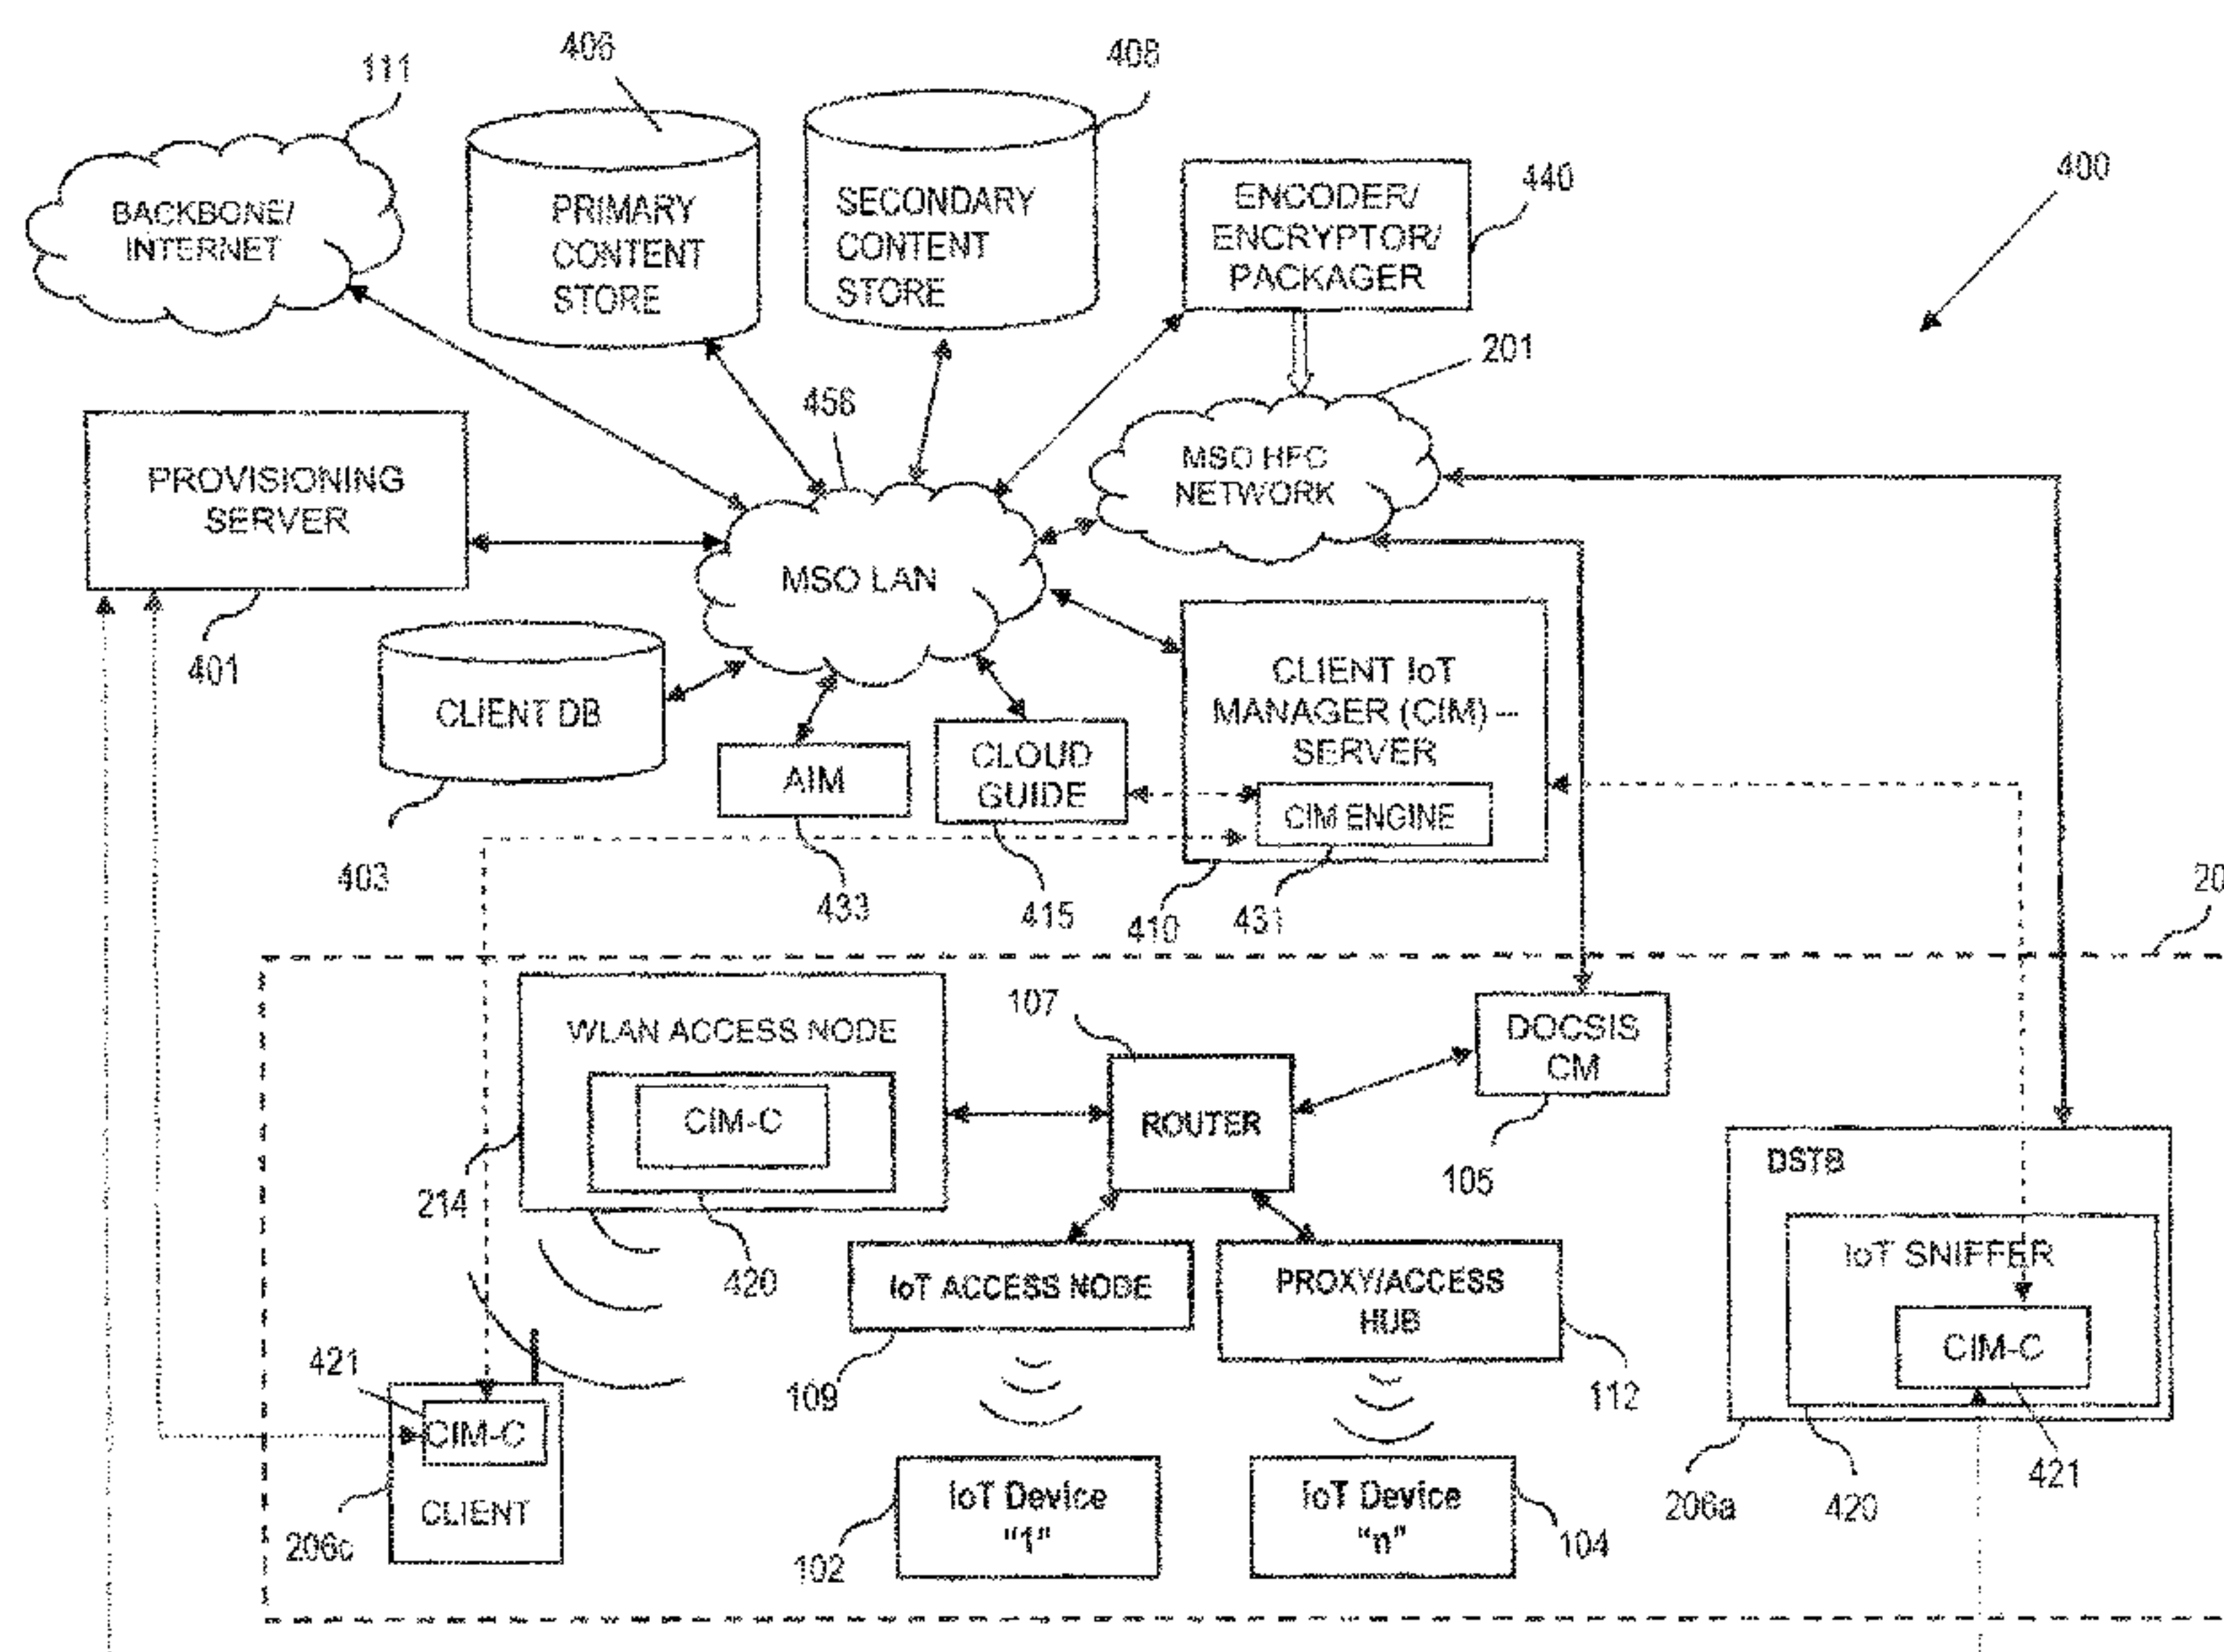 406
408
111
440
400
BACKBONE/
INTERNET
PRIMARY
CONTENT
STORE
SECONDARY
CONTENT
STORE
ENCODER/
ENCRYPTOR/
PACKAGER
201
456
MSO HFC
NETWORK
PROVISIONING
SERVER
MSO LAN
401
CLIENT DB
AIM
CLOUD
GUIDE
CLIENT IoT
MANAGER (CIM) –
SERVER
CIM ENGINE
403
433
415
410
431
20
107
WLAN ACCESS NODE
CIM-C
ROUTER
DOCSIS
CM
214
105
DSTB
420
IoT ACCESS NODE
PROXY/ACCESS
HUB
IoT SNIFFER
CIM-C
421
109
112
CIM-C
CLIENT
206c
IoT Device
"1"
IoT Device
"n"
102
104
206a
420
421